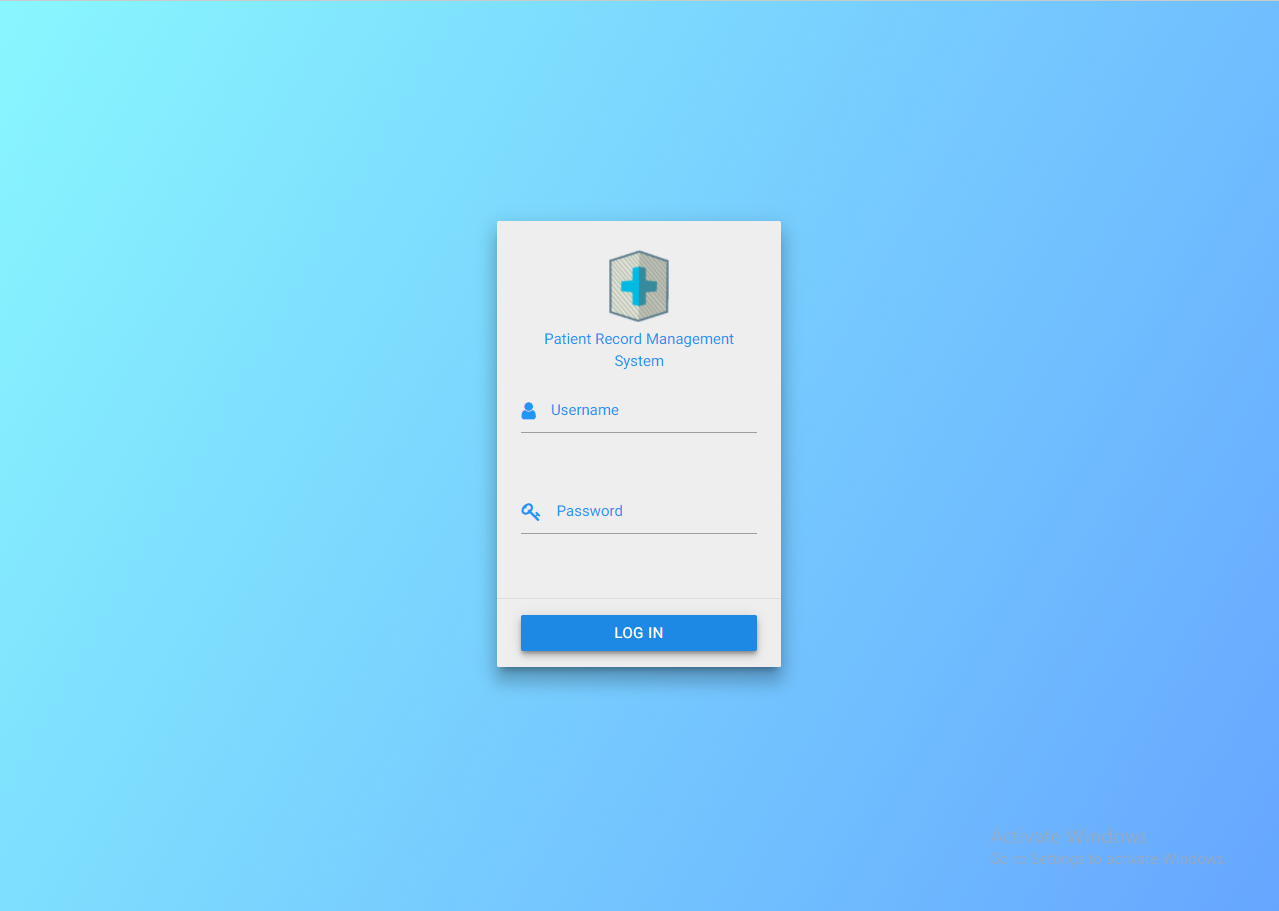 Patient Record Management
System
Username
Password
LOG IN
Activate Windows
Go to Settings to activate Windows.